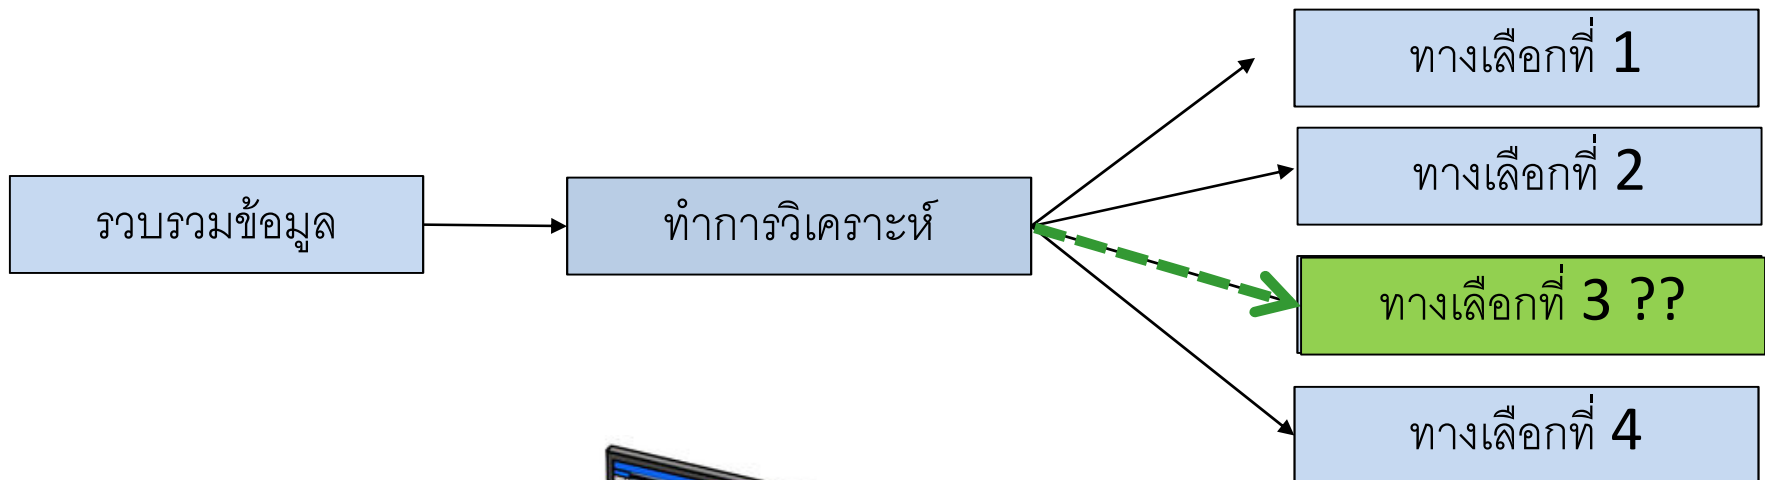 รวบรวมข้อมูล
ทำการวิเคราะห์
ทางเลือกที่ 1
ทางเลือกที่ 2
ทางเลือกที่ 3 ??
ทางเลือกที่ 4